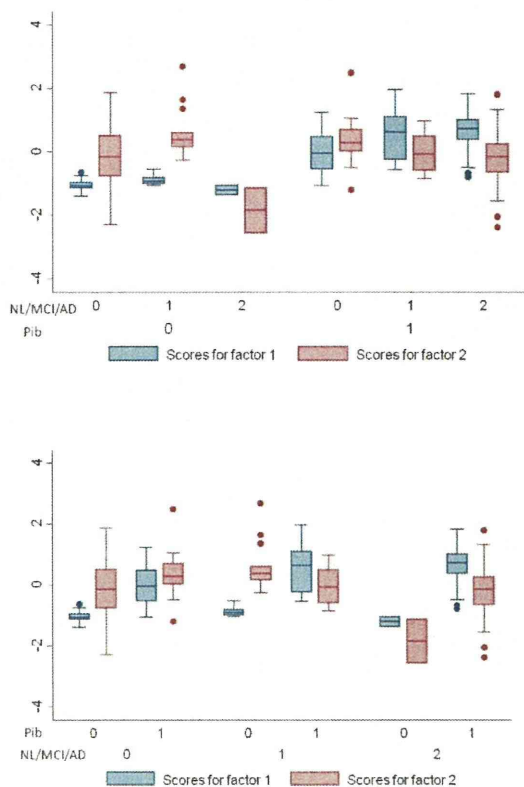 4
2
0
-2
-4
NL/MCI/AD 0 1 2 0 1 2
Pib 0 1
Scores for factor 1 Scores for factor 2
4
2
0
-2
-4
Pib 0 1 0 1 0 1
NL/MCI/AD 0 1 2
Scores for factor 1 Scores for factor 2